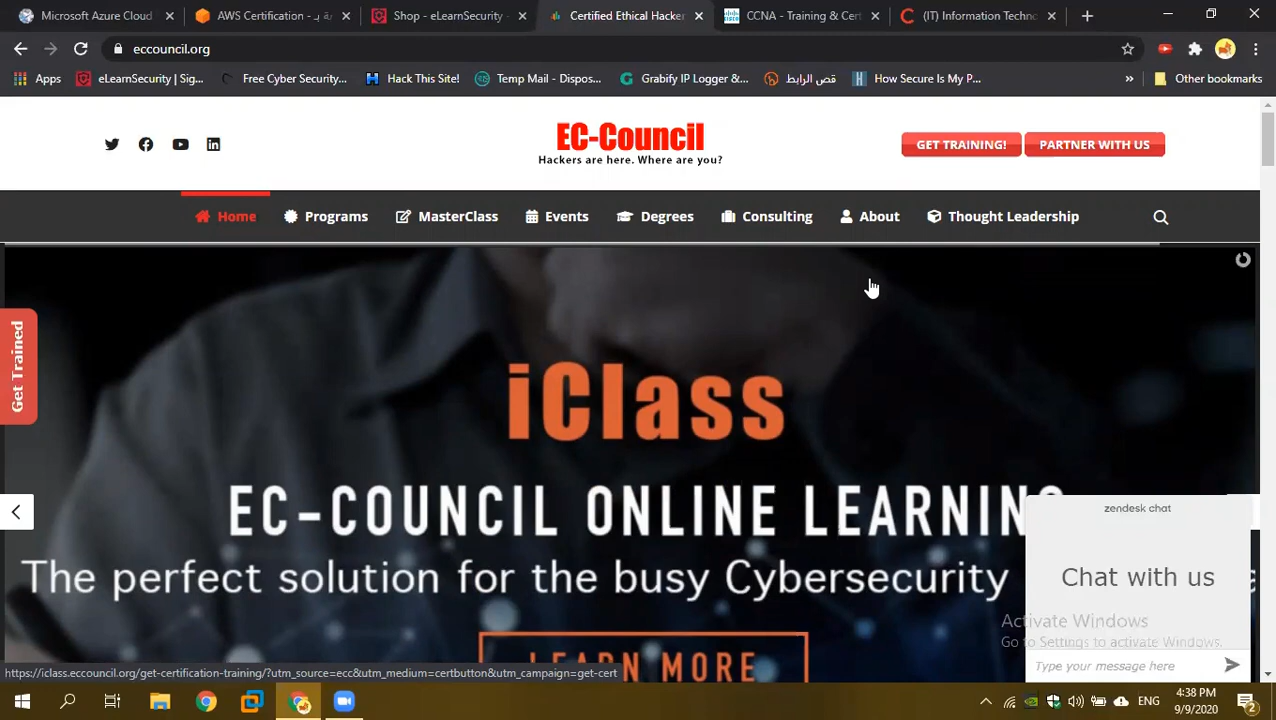 Microsoft Azure Cloud
AWS Certification -
Shop - eLearnSecurity -
Certified Ethical Hacker
CCNA - Training & Cert
(IT) Information Techno
eccouncil.org
Apps
eLearnSecurity | Sig...
Free Cyber Security...
Hack This Site!
Temp Mail - Dispos...
Grabify IP Logger &...
قص الرابط
How Secure Is My P...
»
Other bookmarks
EC-Council
Hackers are here. Where are you?
GET TRAINING!
PARTNER WITH US
Home
Programs
MasterClass
Events
Degrees
Consulting
About
Thought Leadership
Get Trained
iClass
EC-COUNCIL ONLINE LEARNING
The perfect solution for the busy Cybersecurity
LEARN MORE
zendesk chat
Chat with us
Activate Windows
Go to Settings to activate Windows.
Type your message here
https://iclass.eccouncil.org/get-certification-training/?utm_source=ecc&utm_medium=certbutton&utm_campaign=get-cert
ENG
4:38 PM
9/9/2020
2